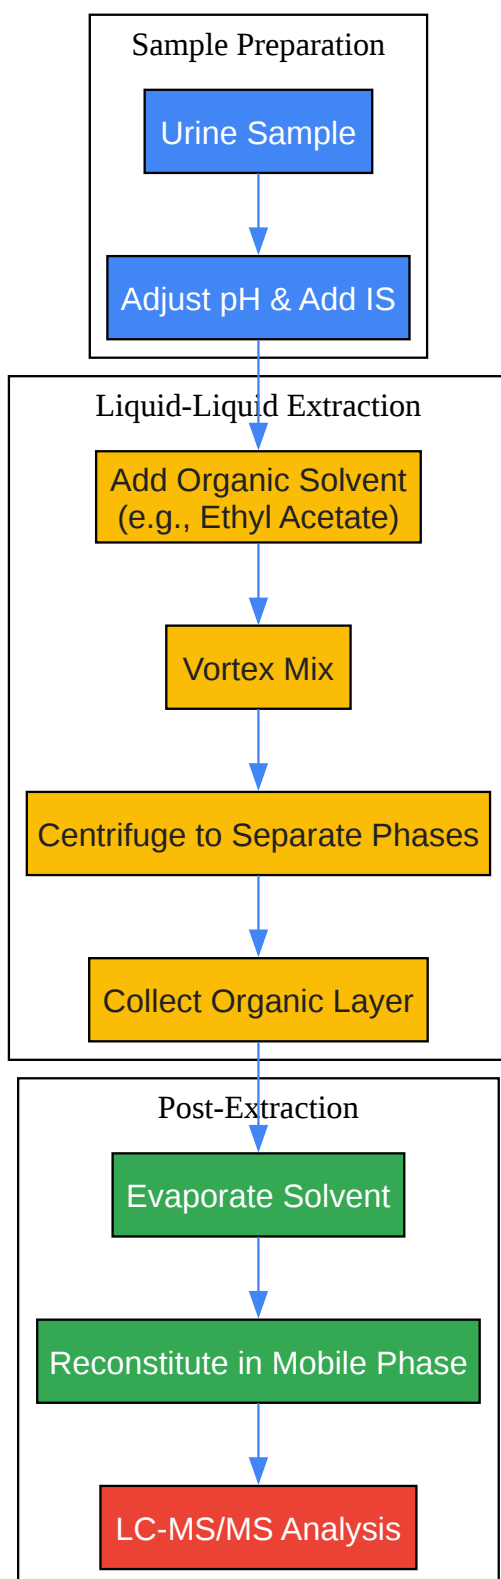 Sample Preparation
Urine Sample
Adjust pH & Add IS
Liquid-Liquid Extraction
Add Organic Solvent
(e.g., Ethyl Acetate)
Vortex Mix
Centrifuge to Separate Phases
Collect Organic Layer
Post-Extraction
Evaporate Solvent
Reconstitute in Mobile Phase
LC-MS/MS Analysis